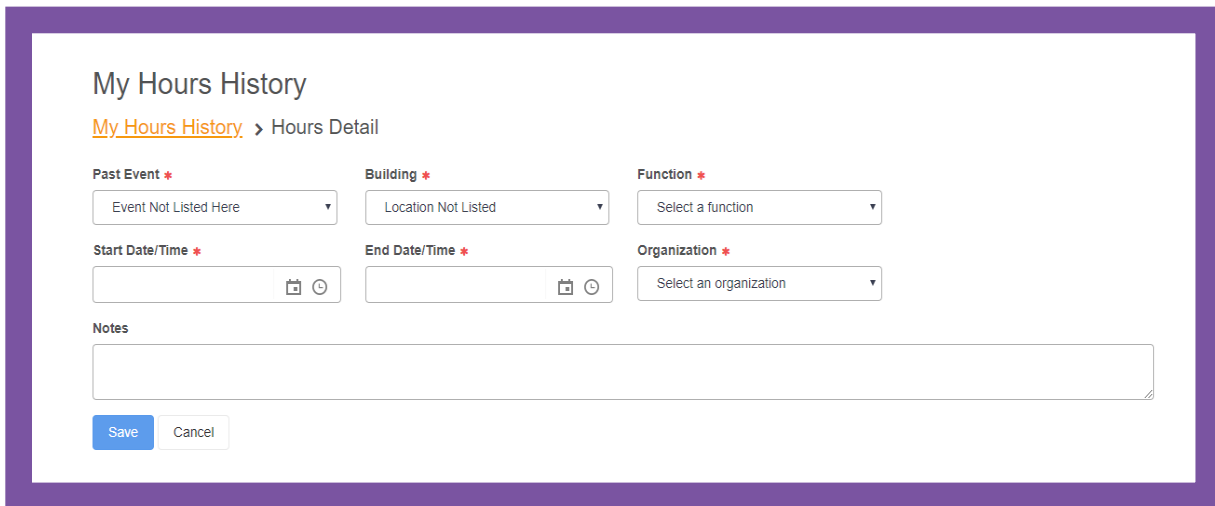 My Hours History
My Hours History > Hours Detail
Past Event * Building * Function *
Event Not Listed Here Location Not Listed Select a function
Start Date/Time * End Date/Time * Organization *
Select an organization
Notes
Save Cancel